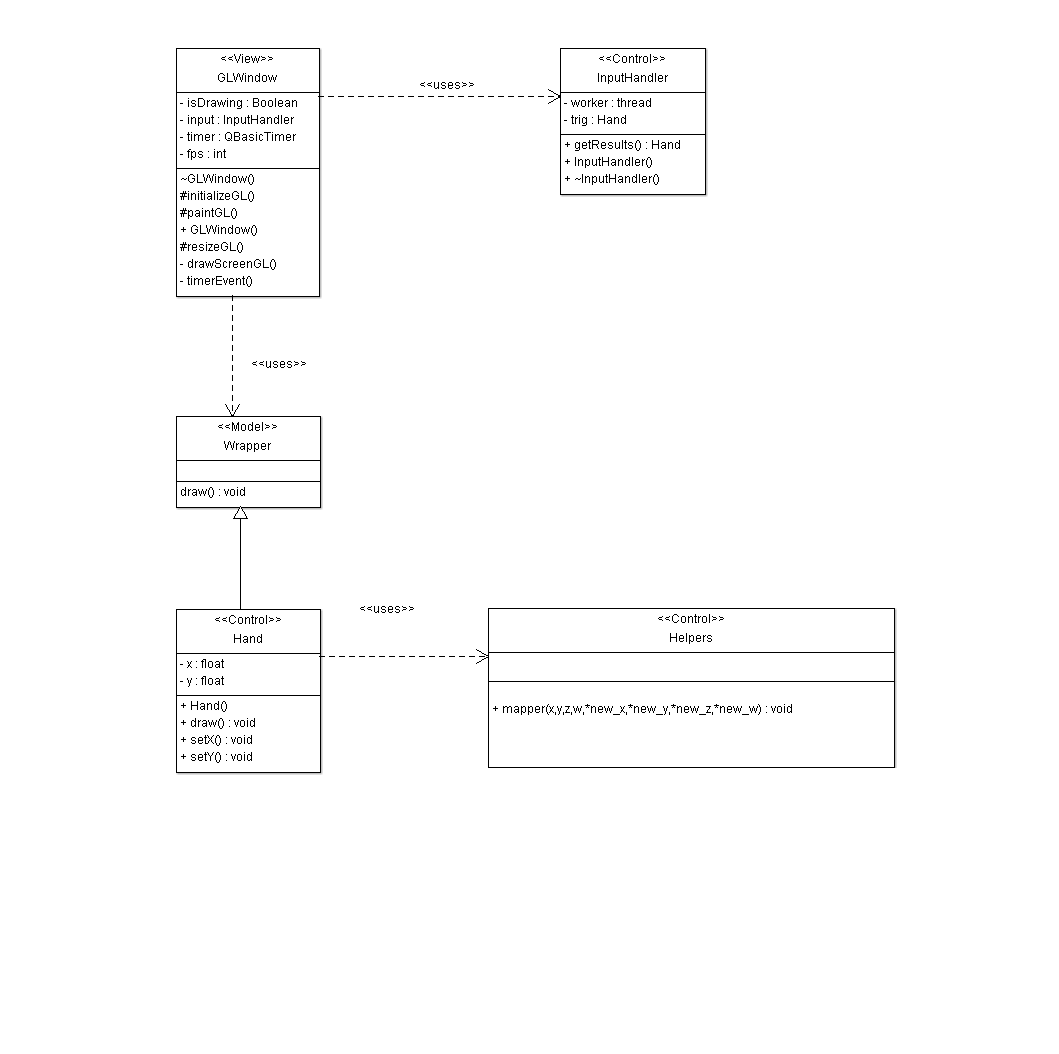 <<View>>
GLWindow
- isDrawing : Boolean
- input : InputHandler
- timer : QBasicTimer
- fps : int
~GLWindow()
#initializeGL()
#paintGL()
+ GLWindow()
#resizeGL()
- drawScreenGL()
- timerEvent()
<<uses>>
<<Control>>
InputHandler
- worker : thread
- trig : Hand
+ getResults() : Hand
+ InputHandler()
+ ~InputHandler()
<<uses>>
<<Model>>
Wrapper
draw() : void
<<Control>>
Hand
- x : float
- y : float
+ Hand()
+ draw() : void
+ setX() : void
+ setY() : void
<<uses>>
<<Control>>
Helpers
+ mapper(x,y,z,w,*new_x,*new_y,*new_z,*new_w) : void